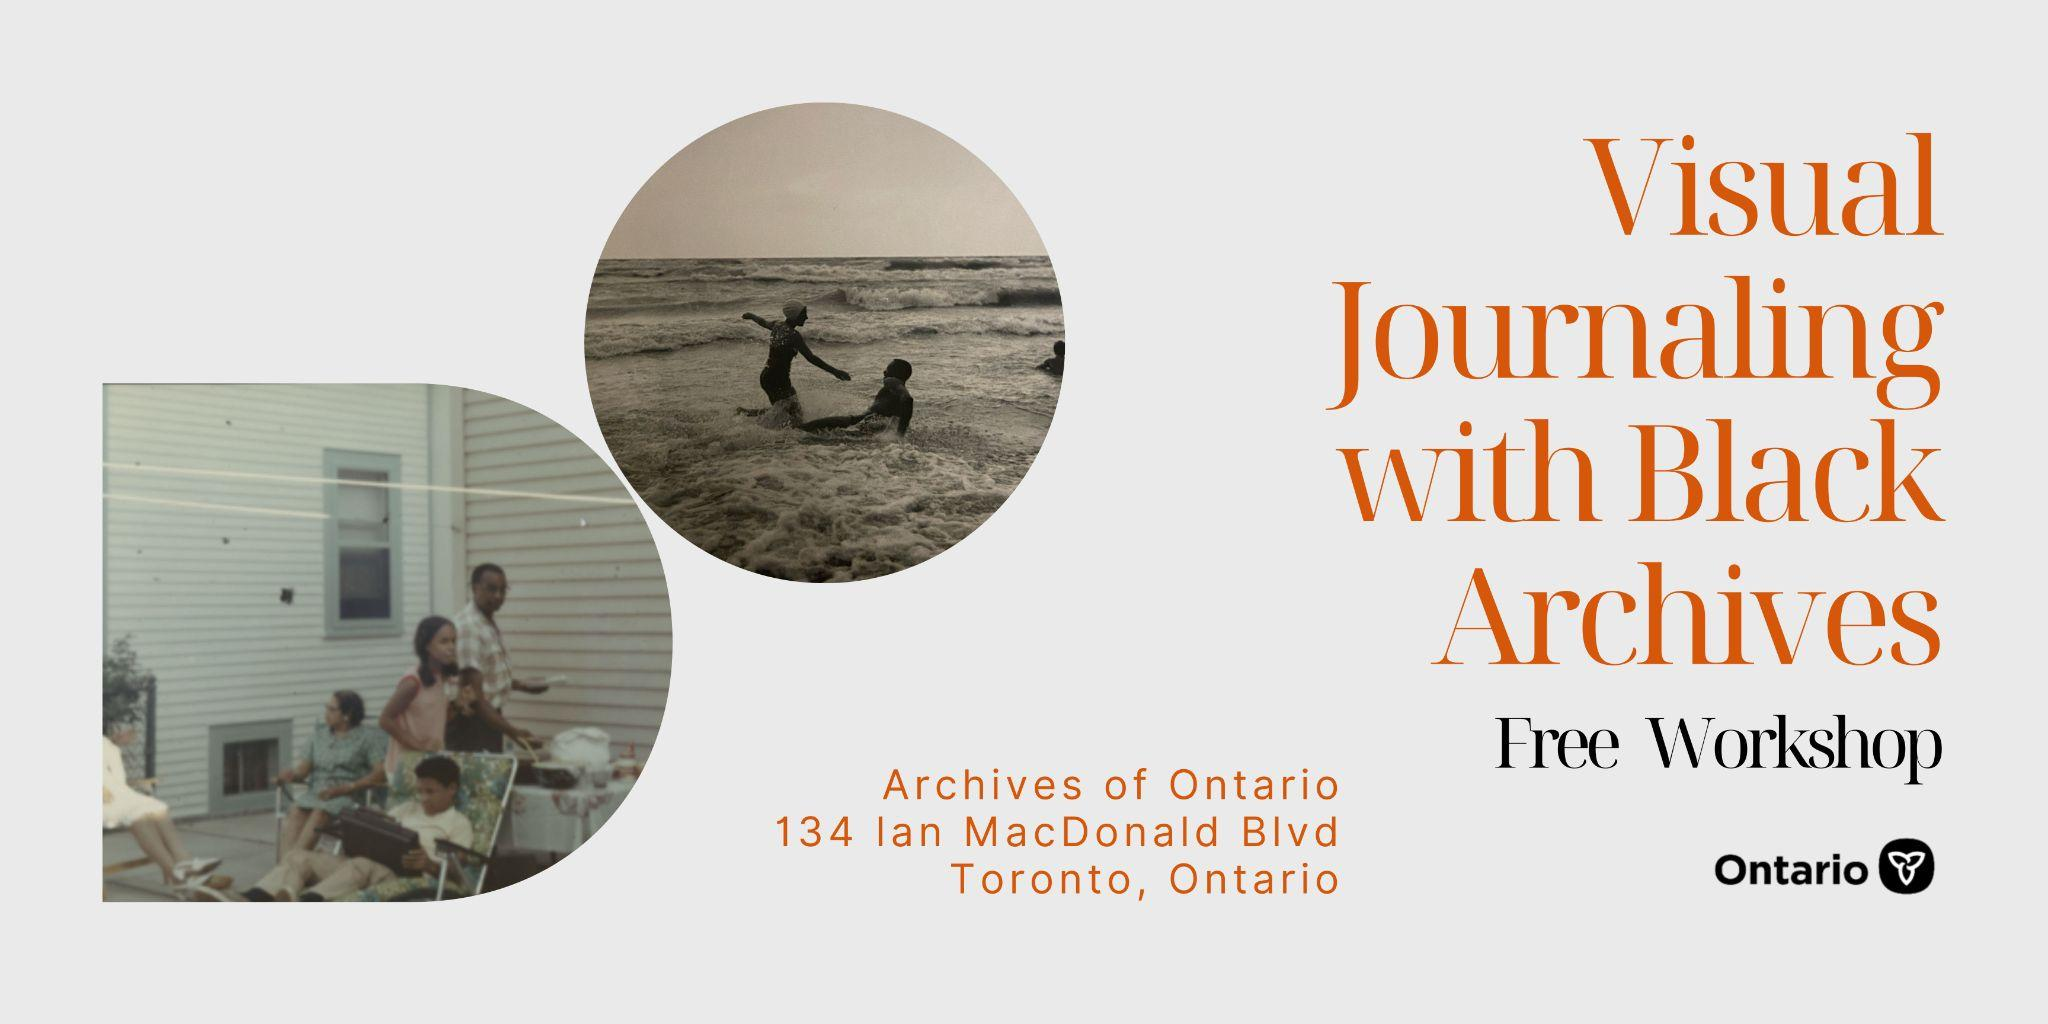 Visual
Journaling
with Black
Archives
Free Workshop
Archives of Ontario
134 Ian MacDonald Blvd
Toronto, Ontario
Ontario